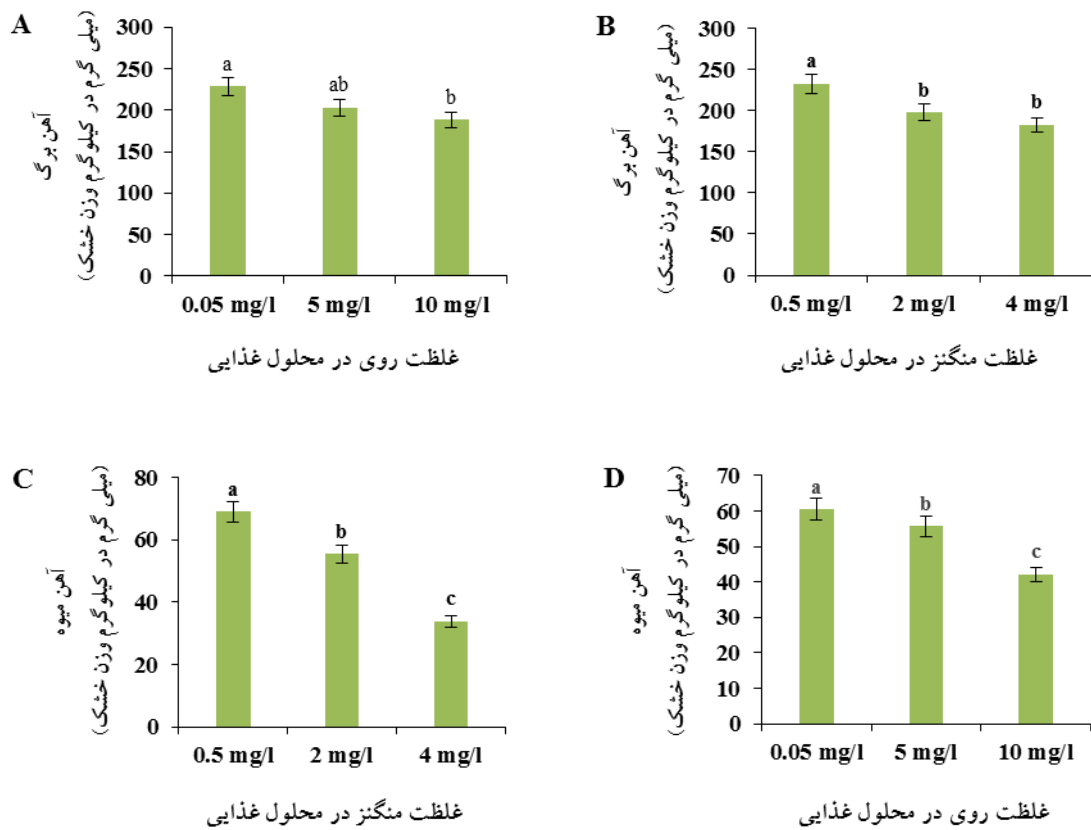 A
آهن برگ
(میلی گرم در کیلوگرم وزن خشک)
300
250
200
150
100
50
0
a
ab
b
0.05 mg/l
5 mg/l
10 mg/l
غلظت روی در محلول غذایی
B
آهن برگ
(میلی گرم در کیلوگرم وزن خشک)
300
250
200
150
100
50
0
a
b
b
0.5 mg/l
2 mg/l
4 mg/l
غلظت منگنز در محلول غذایی
C
آهن میوه
(میلی گرم در کیلوگرم وزن خشک)
80
60
40
20
0
a
b
c
0.5 mg/l
2 mg/l
4 mg/l
غلظت منگنز در محلول غذایی
D
آهن میوه
(میلی گرم در کیلوگرم وزن خشک)
70
60
50
40
30
20
10
0
a
b
c
0.05 mg/l
5 mg/l
10 mg/l
غلظت روی در محلول غذایی